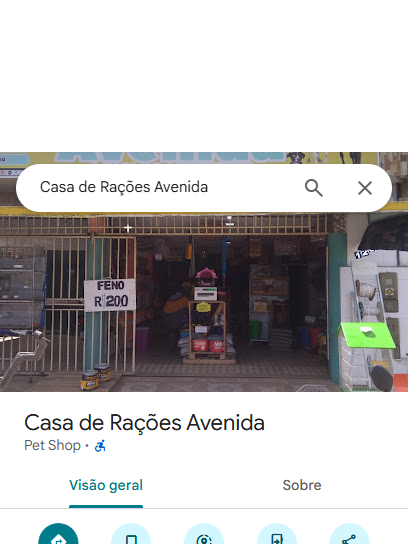 Casa de Rações Avenida
FENO
R$200
Casa de Rações Avenida
Pet Shop •
Visão geral
Sobre